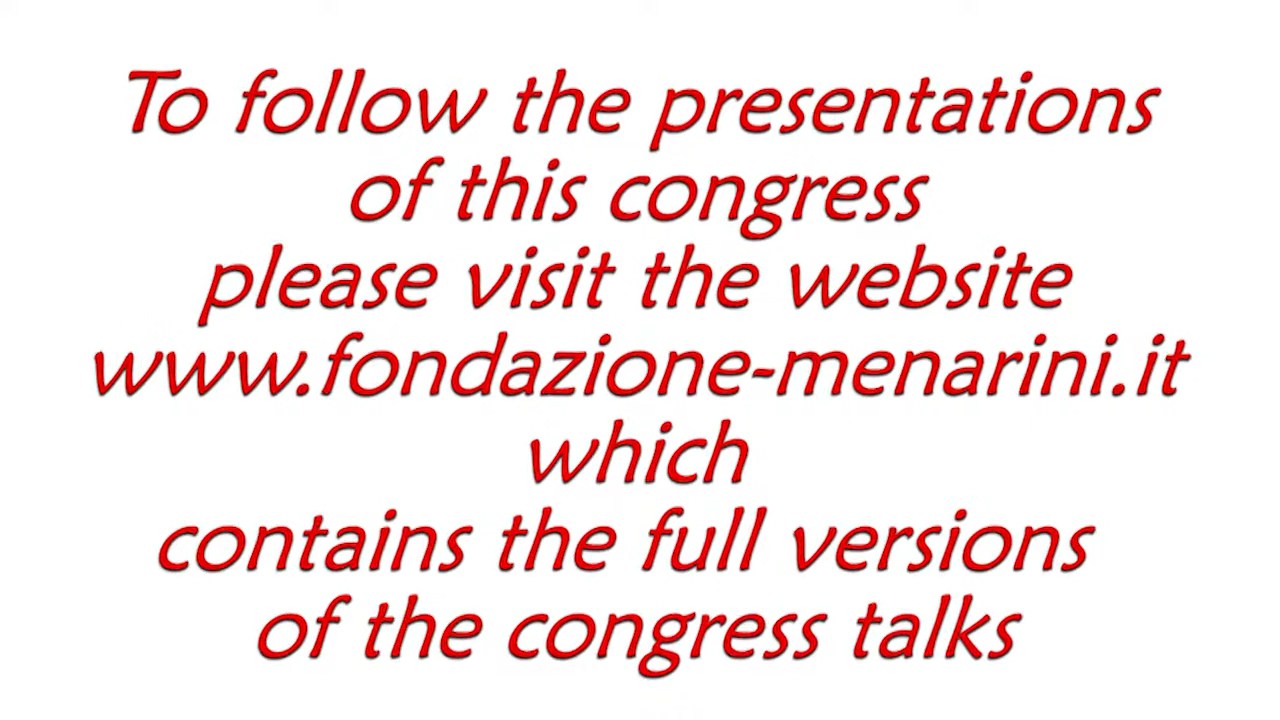 To follow the presentations
of this congress
please visit the website
www.fondazione-menarini.it
which
contains the full versions
of the congress talks